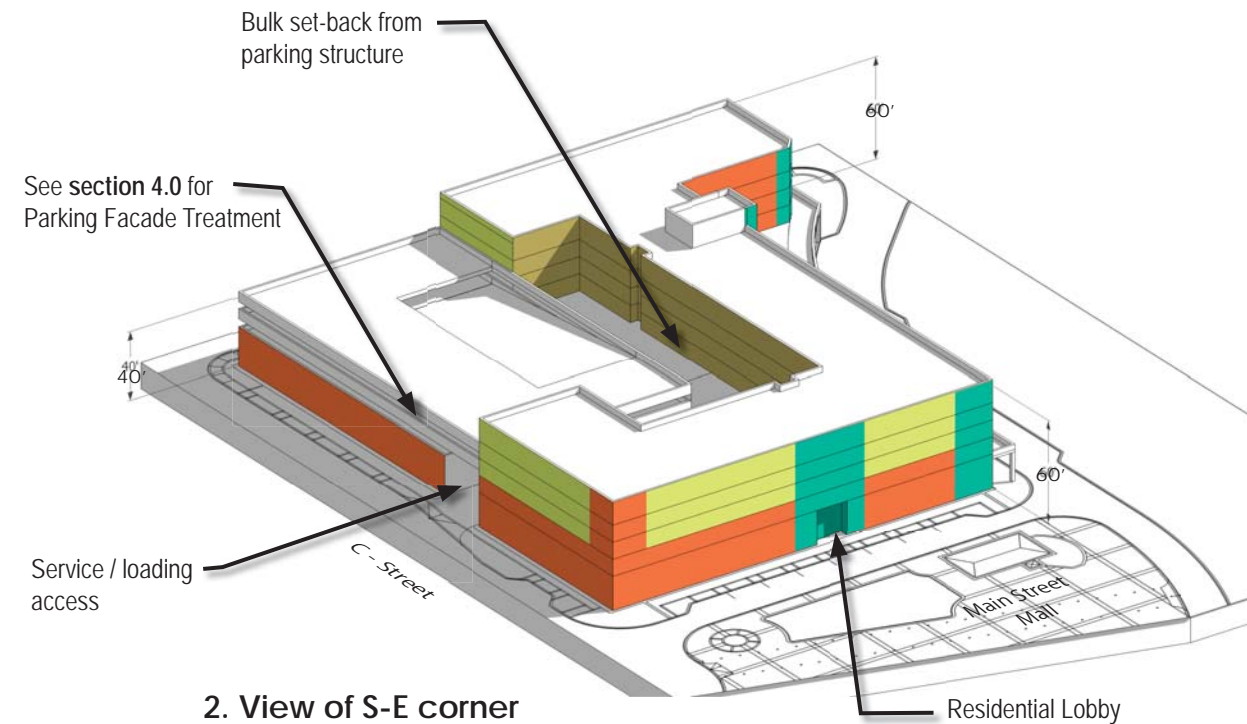 Bulk set-back from
parking structure
60'
See section 4.0 for
Parking Facade Treatment
40'
40'
60'
Service / loading
access
C - Street
Main Street
Mall
2. View of S-E corner
Residential Lobby